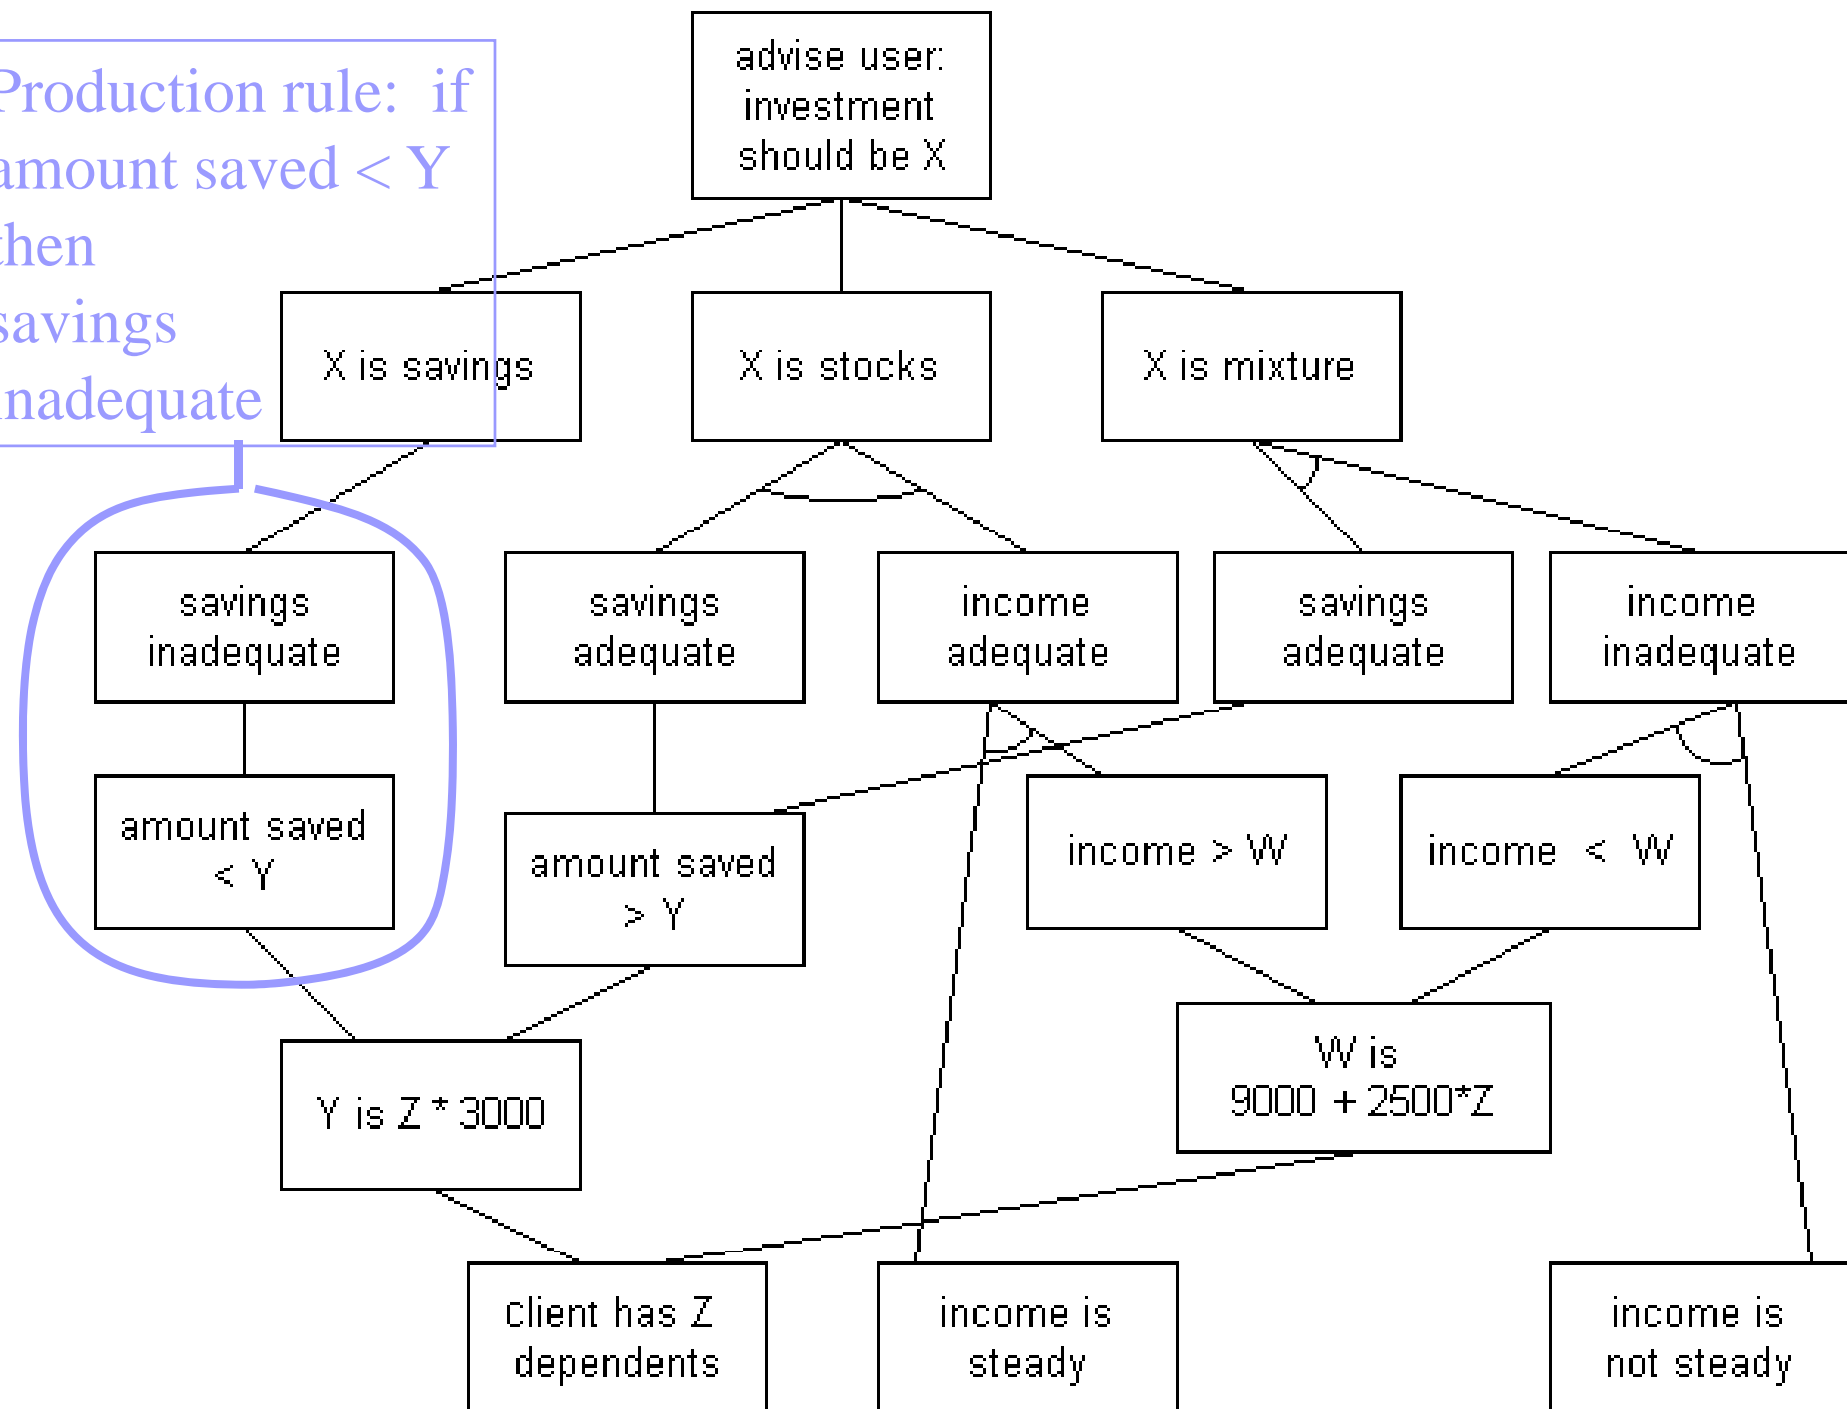 Production rule: if
amount saved < Y
then
savings
inadequate
advise user:
investment
should be X
X is savings
X is stocks
X is mixture
savings
inadequate
savings
adequate
income
adequate
savings
adequate
income
inadequate
amount saved
< Y
amount saved
> Y
income > W
income < W
Y is Z * 3000
W is
9000 + 2500*Z
Client has Z
dependents
income is
steady
income is
not steady